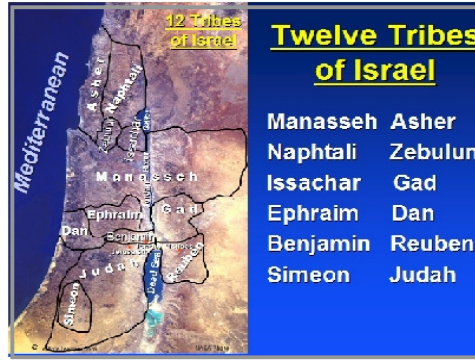 12 Tribes
of Israel
Mediterranean
Asher
Naphtali
Zebulun
Issachar
Manasseh
Ephraim
Gad
Dan
Benjamin
Reuben
Judah
Dead Sea
Simeon
Twelve Tribes
of Israel
Manasseh Asher
Naphtali Zebulun
Issachar Gad
Ephraim Dan
Benjamin Reuben
Simeon Judah